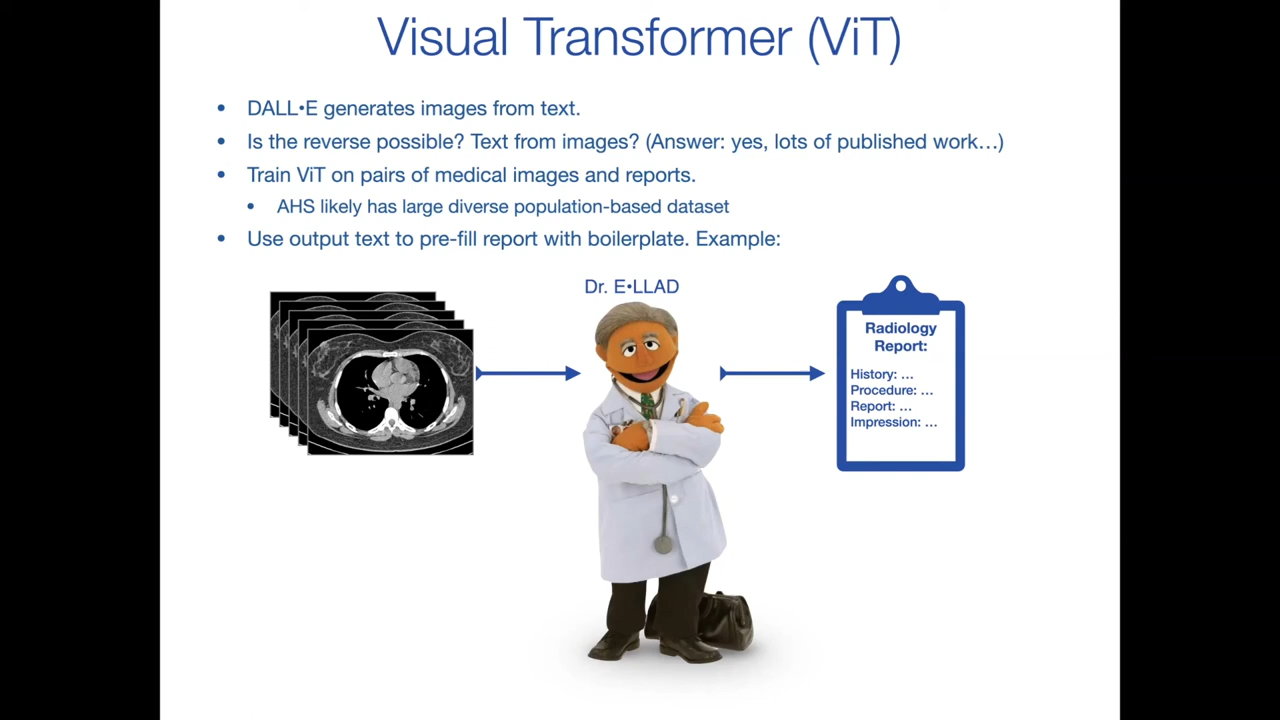 Visual Transformer (ViT)
• DALL•E generates images from text.
• Is the reverse possible? Text from images? (Answer: yes, lots of published work…)
• Train ViT on pairs of medical images and reports.
• AHS likely has large diverse population-based dataset
• Use output text to pre-fill report with boilerplate. Example:
Dr. E•LLAD
Radiology
Report:
History: …
Procedure: …
Report: …
Impression: …